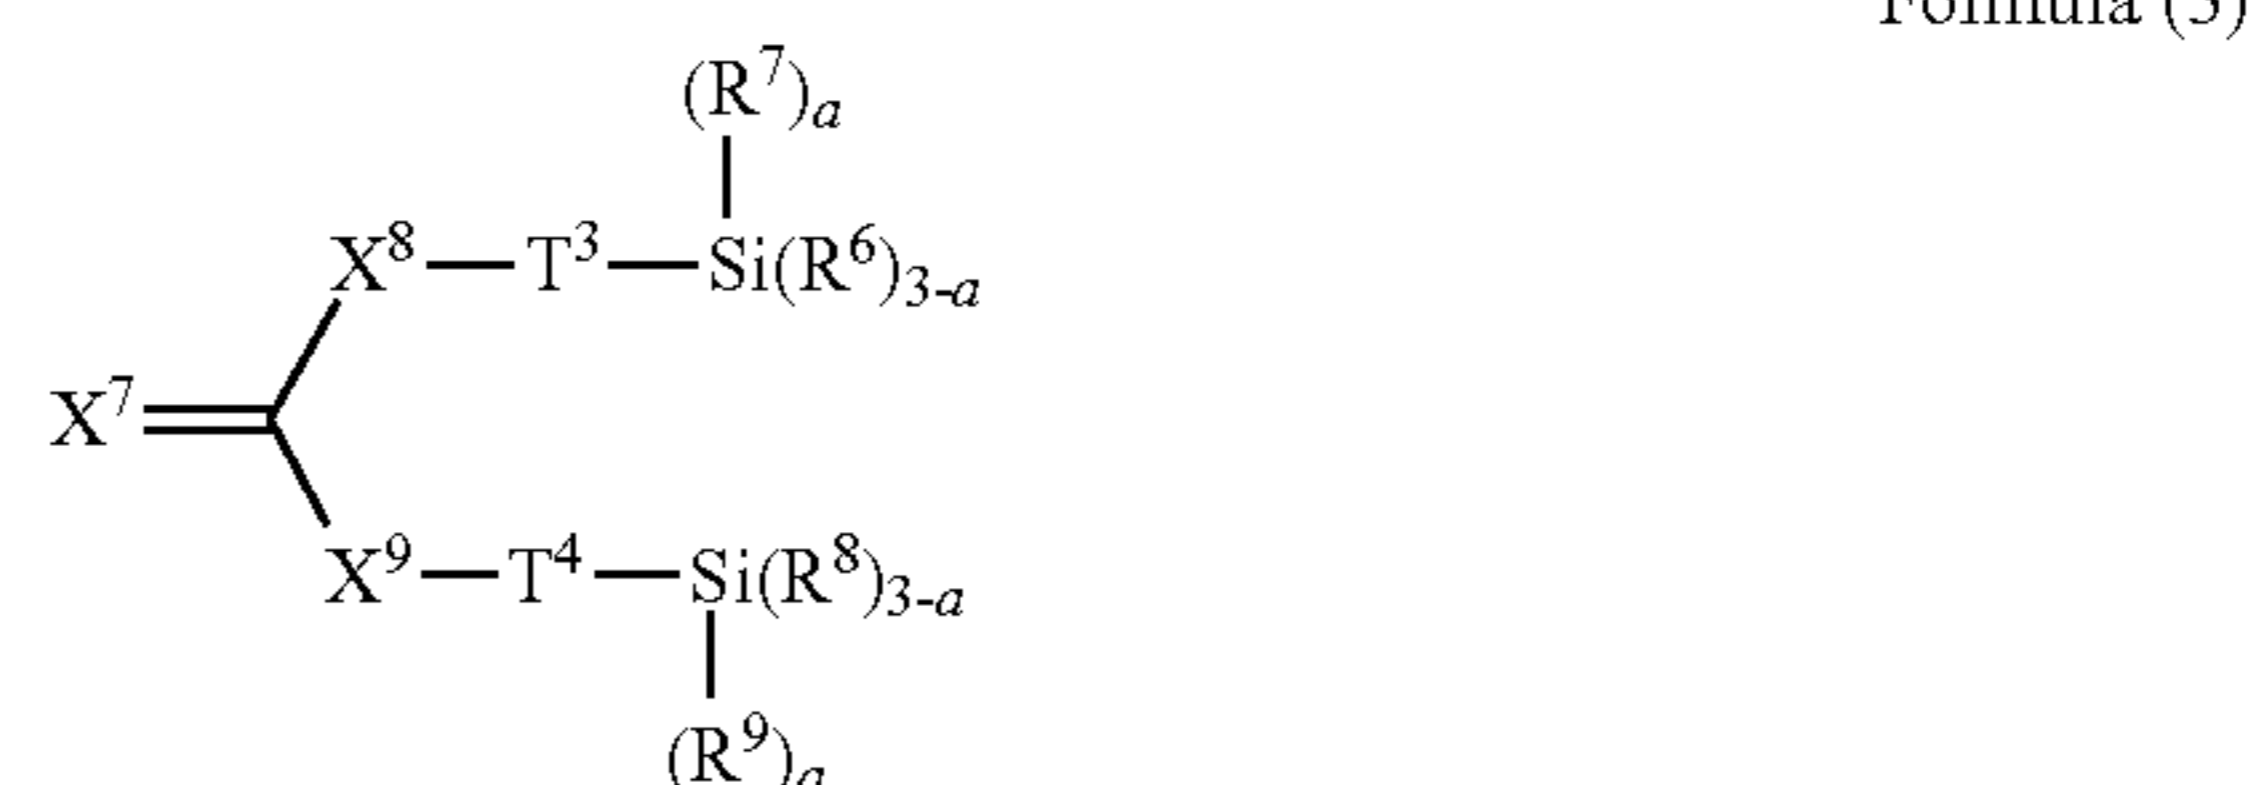 Formula (3)
(R⁷)ₐ
X⁸—T³—Si(R⁶)₃₋ₐ
X⁷
X⁹—T⁴—Si(R⁸)₃₋ₐ
(R⁹)ₐ